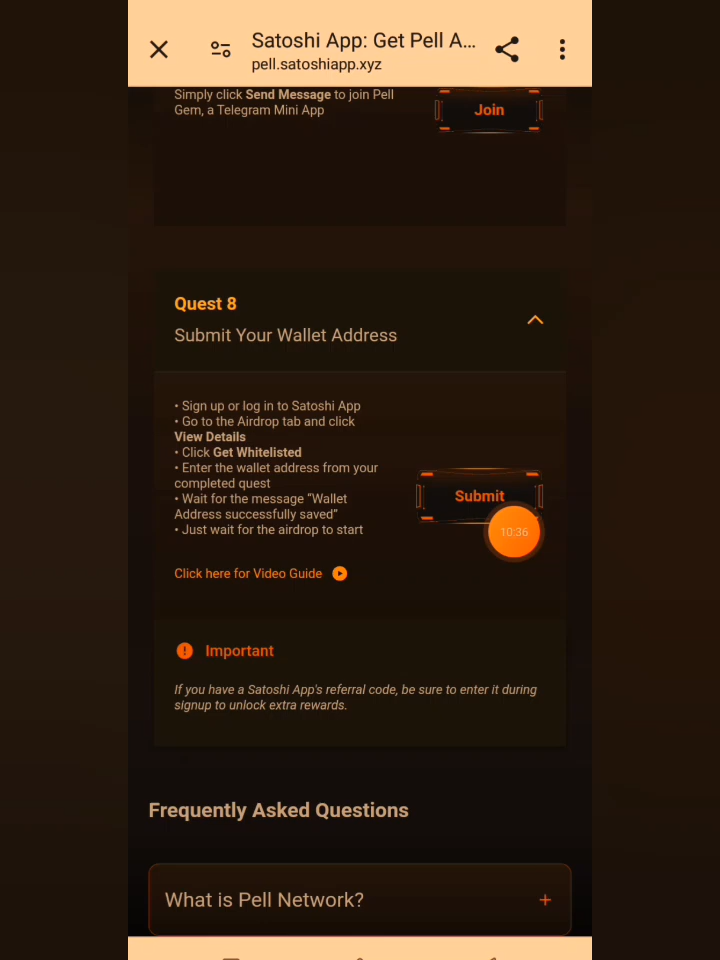 Satoshi App: Get Pell A...
pell.satoshiapp.xyz
Simply click Send Message to join Pell
Gem, a Telegram Mini App
Join
Quest 8
Submit Your Wallet Address
• Sign up or log in to Satoshi App
• Go to the Airdrop tab and click
View Details
• Click Get Whitelisted
• Enter the wallet address from your
completed quest
• Wait for the message “Wallet
Address successfully saved”
• Just wait for the airdrop to start
Submit
10:36
Click here for Video Guide
Important
If you have a Satoshi App's referral code, be sure to enter it during
signup to unlock extra rewards.
Frequently Asked Questions
What is Pell Network?
+